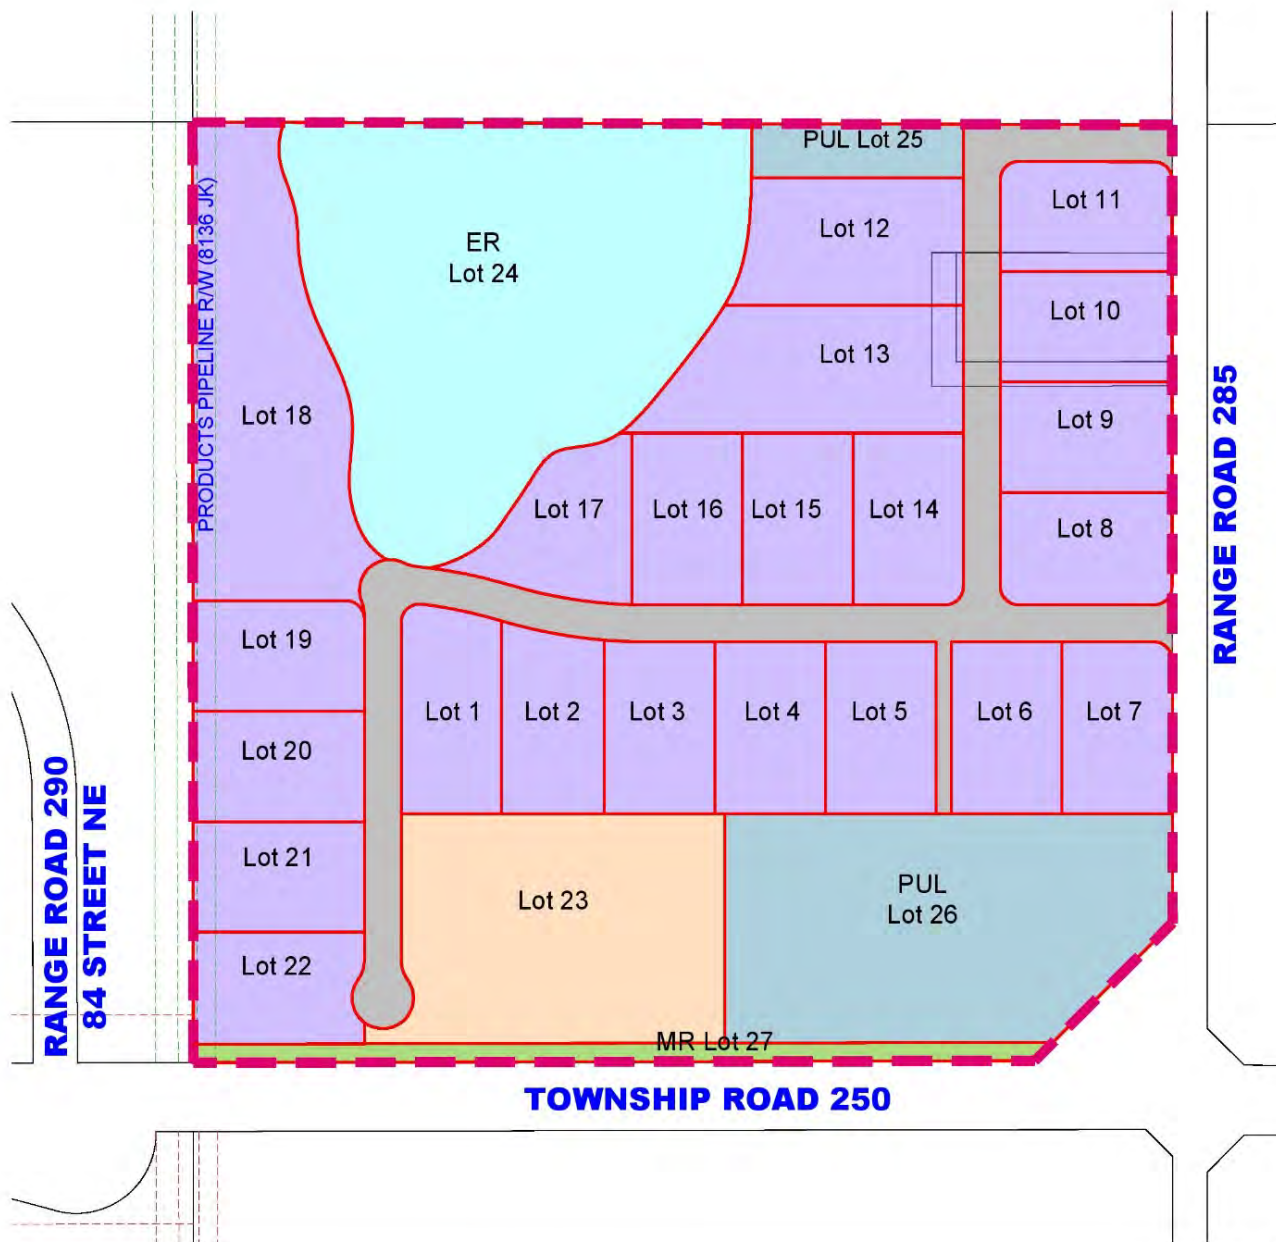 PUL Lot 25
Lot 11
Lot 12
ER
Lot 24
Lot 10
Lot 13
PRODUCTS PIPELINE R/W (8136 JK)
Lot 18
Lot 9
RANGE ROAD 285
Lot 17
Lot 16
Lot 15
Lot 14
Lot 8
Lot 19
Lot 1
Lot 2
Lot 3
Lot 4
Lot 5
Lot 6
Lot 7
Lot 20
RANGE ROAD 290
84 STREET NE
Lot 21
Lot 23
PUL
Lot 26
Lot 22
MR Lot 27
TOWNSHIP ROAD 250